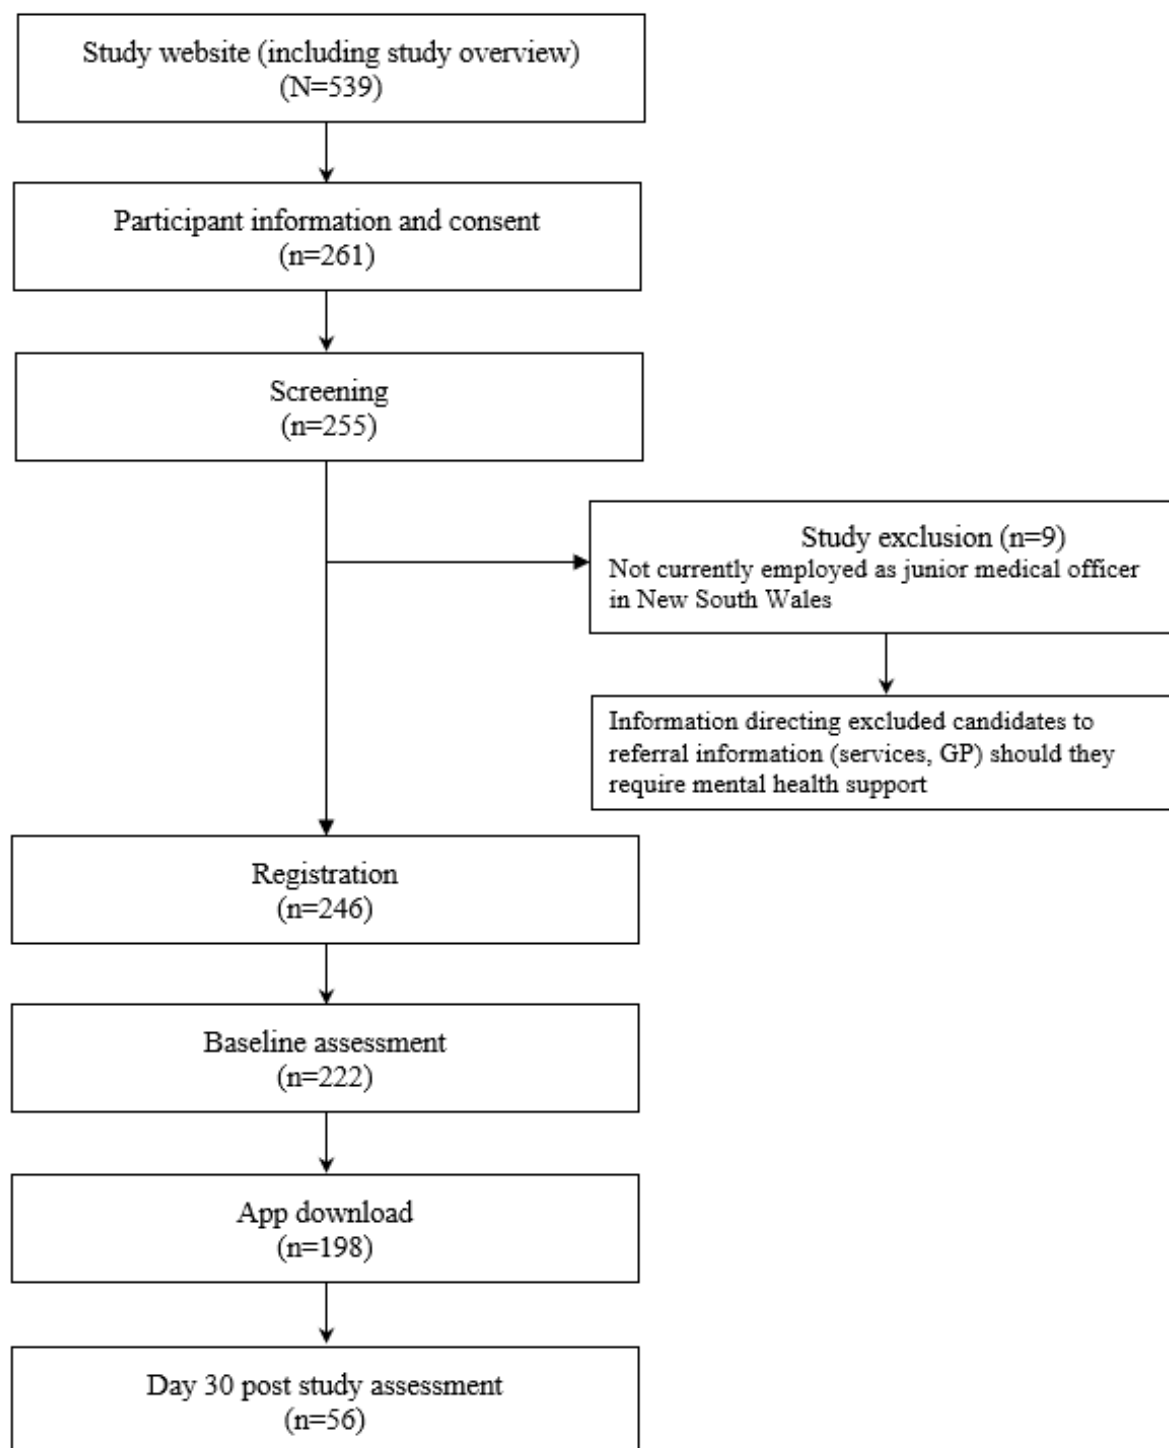 Study website (including study overview)
(N=539)
Participant information and consent
(n=261)
Screening
(n=255)
Study exclusion (n=9)
Not currently employed as junior medical officer
in New South Wales
Information directing excluded candidates to
referral information (services, GP) should they
require mental health support
Registration
(n=246)
Baseline assessment
(n=222)
App download
(n=198)
Day 30 post study assessment
(n=56)